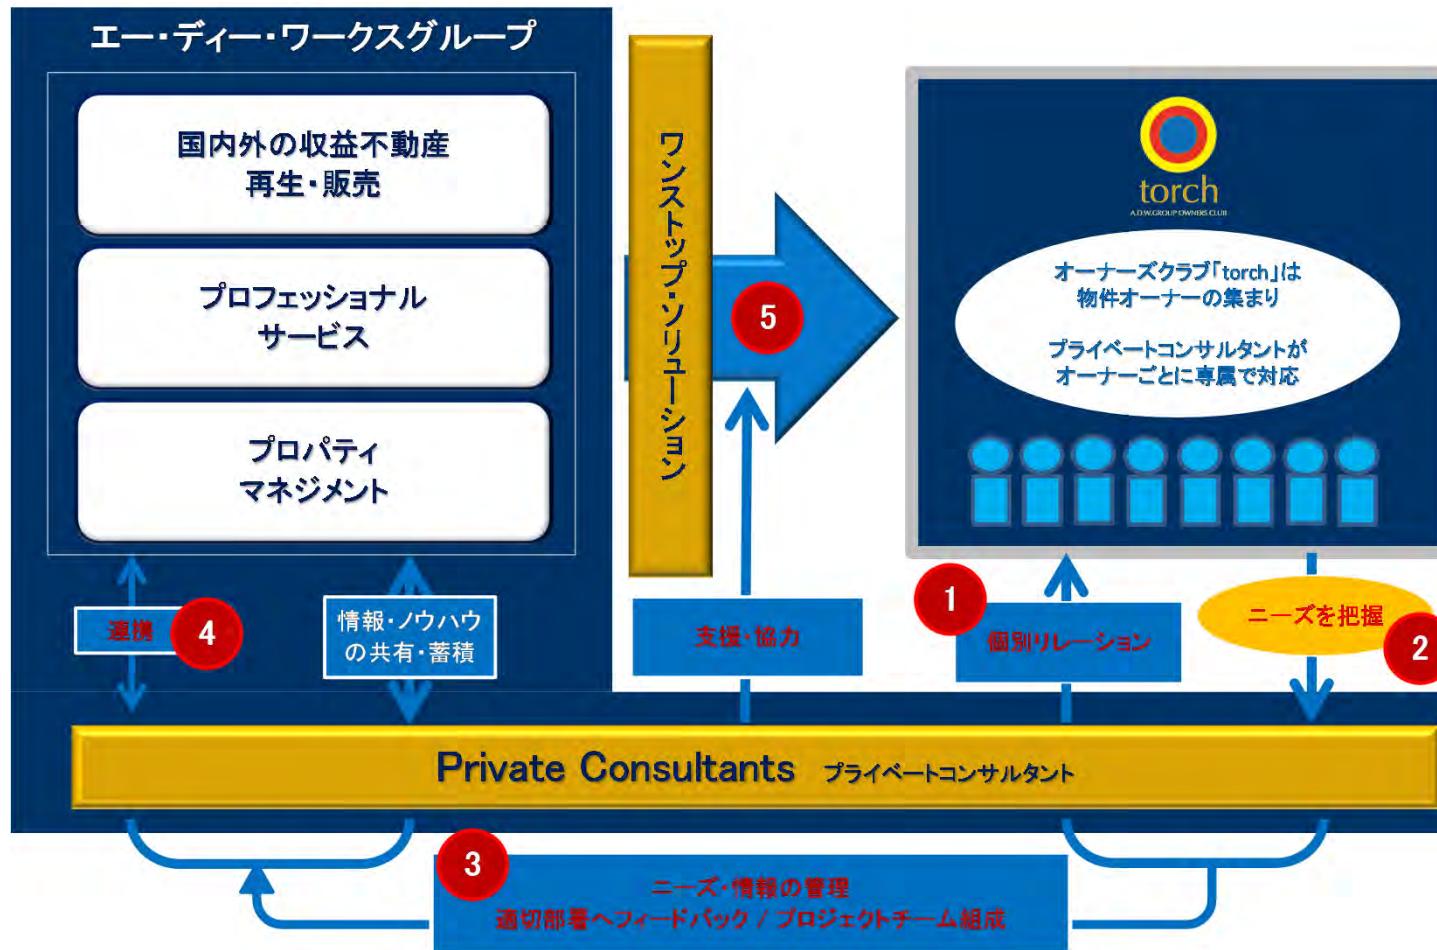 エー・ディー・ワークスグループ
国内外の収益不動産
再生・販売
プロフェッショナル
サービス
プロパティ
マネジメント
ワンストップ・ソリューション
5
torch
A.D.W.GROUP OWNERS CLUB
オーナーズクラブ「torch」は
物件オーナーの集まり
プライベートコンサルタントが
オーナーごとに専属で対応
連携
4
情報・ノウハウ
の共有・蓄積
支援・協力
1
個別リレーション
ニーズを把握
2
Private Consultants プライベートコンサルタント
3
ニーズ・情報の管理
適切部署へフィードバック / プロジェクトチーム組成